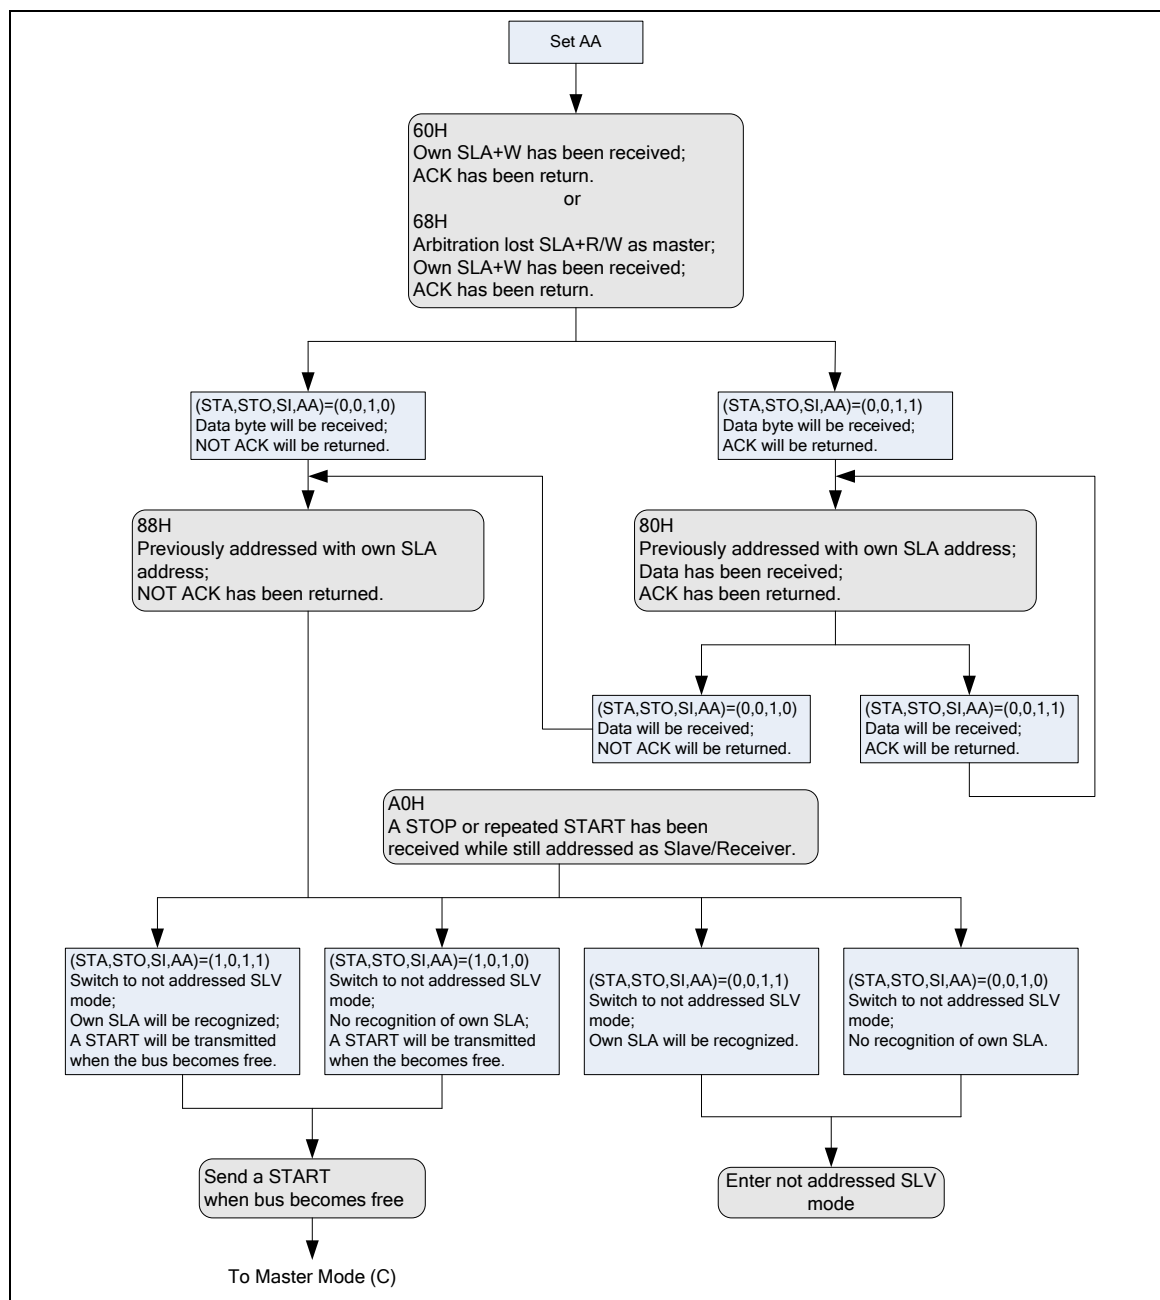 Set AA
60H
Own SLA+W has been received;
ACK has been return.
or
68H
Arbitration lost SLA+R/W as master;
Own SLA+W has been received;
ACK has been return.
(STA,STO,SI,AA)=(0,0,1,0)
Data byte will be received;
NOT ACK will be returned.
(STA,STO,SI,AA)=(0,0,1,1)
Data byte will be received;
ACK will be returned.
88H
Previously addressed with own SLA
address;
NOT ACK has been returned.
80H
Previously addressed with own SLA address;
Data has been received;
ACK has been returned.
(STA,STO,SI,AA)=(0,0,1,0)
Data will be received;
NOT ACK will be returned.
(STA,STO,SI,AA)=(0,0,1,1)
Data will be received;
ACK will be returned.
A0H
A STOP or repeated START has been
received while still addressed as Slave/Receiver.
(STA,STO,SI,AA)=(1,0,1,1)
Switch to not addressed SLV
mode;
Own SLA will be recognized;
A START will be transmitted
when the bus becomes free.
(STA,STO,SI,AA)=(1,0,1,0)
Switch to not addressed SLV
mode;
No recognition of own SLA;
A START will be transmitted
when the becomes free.
(STA,STO,SI,AA)=(0,0,1,1)
Switch to not addressed SLV
mode;
Own SLA will be recognized.
(STA,STO,SI,AA)=(0,0,1,0)
Switch to not addressed SLV
mode;
No recognition of own SLA.
Send a START
when bus becomes free
Enter not addressed SLV
mode
To Master Mode (C)